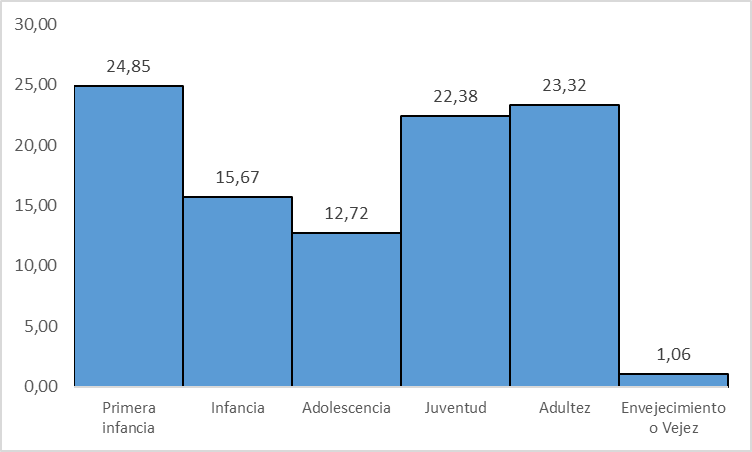 30,00
25,00
20,00
15,00
10,00
5,00
0,00
24,85
15,67
12,72
22,38
23,32
1,06
Primera
infancia
Infancia
Adolescencia
Juventud
Adultez
Envejecimiento
o Vejez